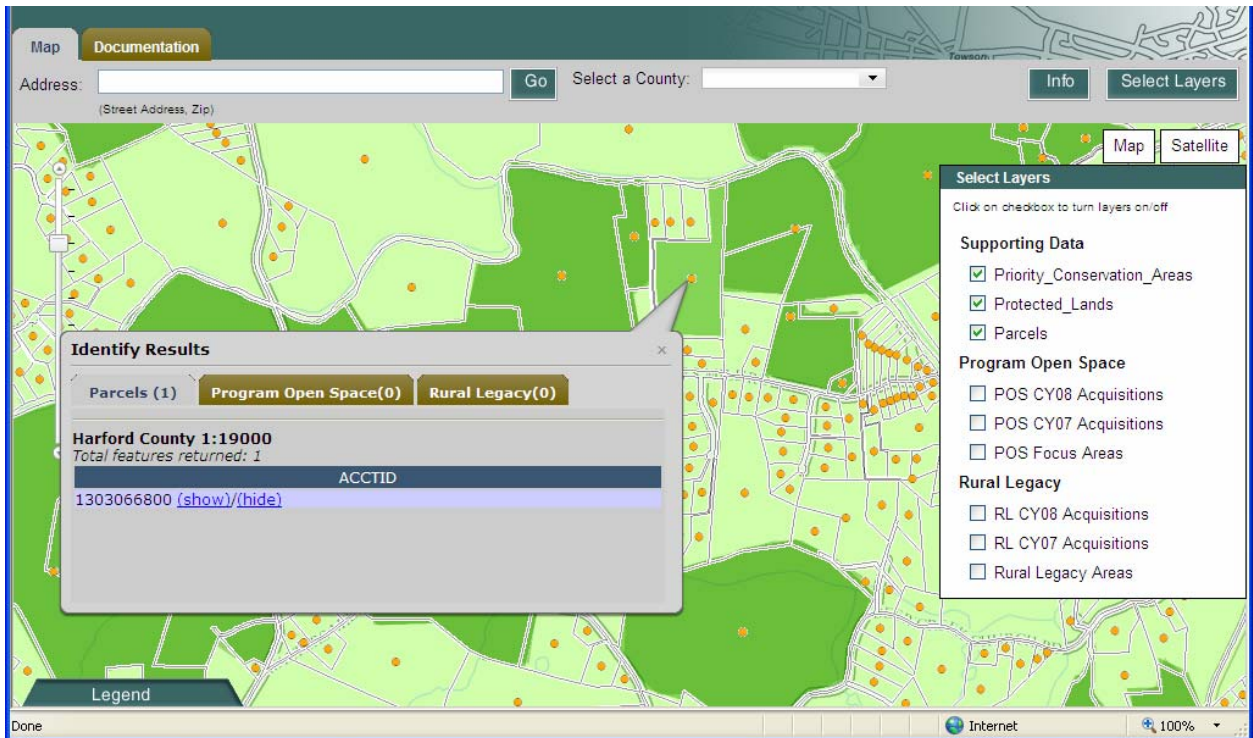 Map Documentation
Towson
Address: Go Select a County: Info Select Layers
(Street Address, Zip)
Map Satellite
Select Layers
Click on checkbox to turn layers on/off
Supporting Data
Priority_Conservation_Areas
Protected_Lands
Parcels
Program Open Space
POS CY08 Acquisitions
POS CY07 Acquisitions
POS Focus Areas
Rural Legacy
RL CY08 Acquisitions
RL CY07 Acquisitions
Rural Legacy Areas
Identify Results ×
Parcels (1) Program Open Space(0) Rural Legacy(0)
Harford County 1:19000
Total features returned: 1
ACCTID
1303066800 (show)/(hide)
Legend
Done Internet 100%